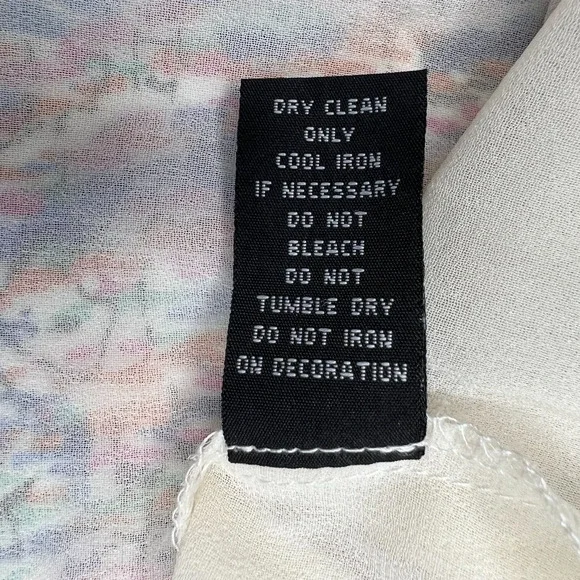 DRY CLEAN
ONLY
COOL IRON
IF NECESSARY
DO NOT
BLEACH
DO NOT
TUMBLE DRY
DO NOT IRON
ON DECORATION